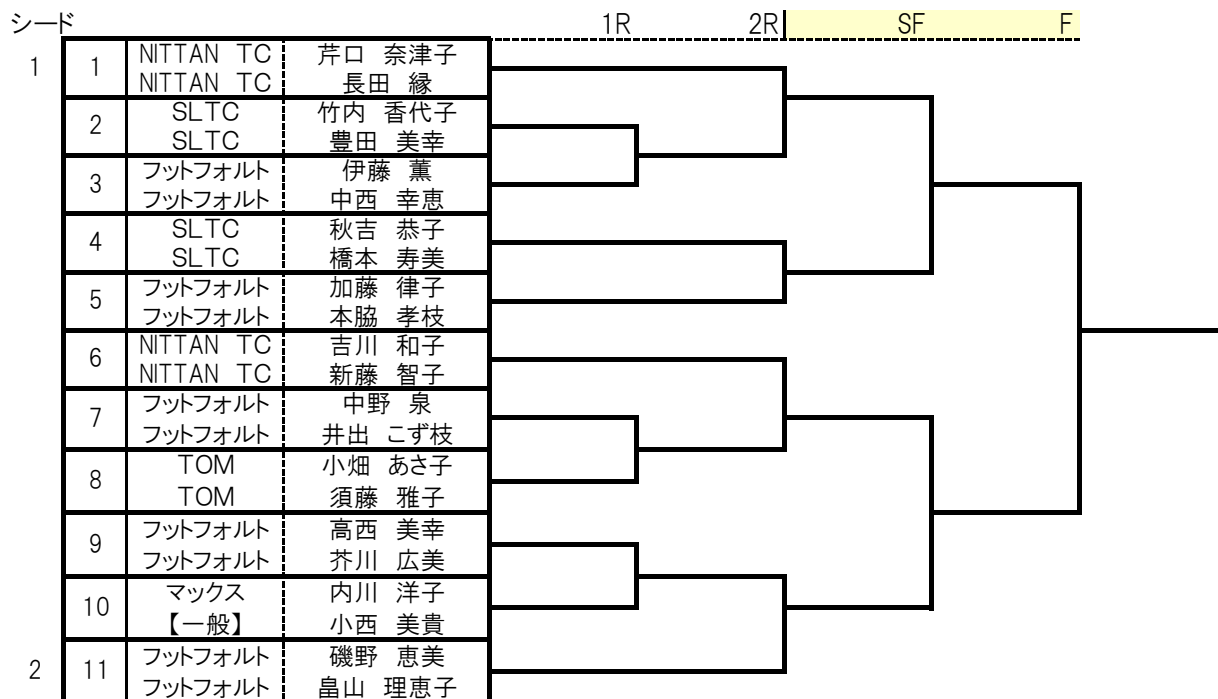 シード 1R 2R SF F
1 1 NITTAN TC 芹口 奈津子
NITTAN TC 長田 縁
2 SLTC 竹内 香代子
SLTC 豊田 美幸
3 フットフォルト 伊藤 薫
フットフォルト 中西 幸恵
4 SLTC 秋吉 恭子
SLTC 橋本 寿美
5 フットフォルト 加藤 律子
フットフォルト 本脇 孝枝
6 NITTAN TC 吉川 和子
NITTAN TC 新藤 智子
7 フットフォルト 中野 泉
フットフォルト 井出 こず枝
8 TOM 小畑 あさ子
TOM 須藤 雅子
9 フットフォルト 高西 美幸
フットフォルト 芥川 広美
10 マックス 内川 洋子
【一般】 小西 美貴
2 11 フットフォルト 磯野 恵美
フットフォルト 畠山 理恵子